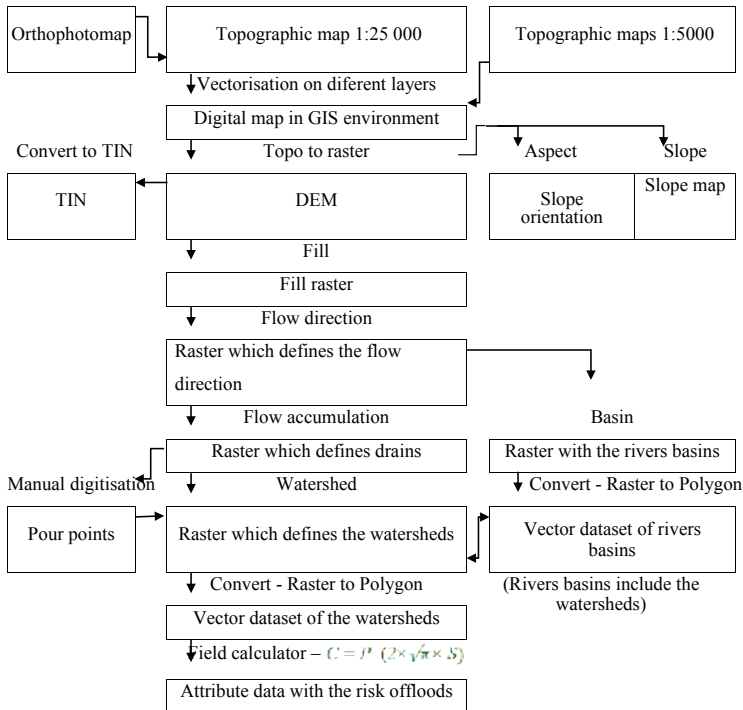 Orthophotomap
Topographic map 1:25 000
Topographic maps 1:5000
Vectorisation on diferent layers
Digital map in GIS environment
Convert to TIN
Topo to raster
Aspect
Slope
TIN
DEM
Slope
orientation
Slope map
Fill
Fill raster
Flow direction
Raster which defines the flow
direction
Flow accumulation
Basin
Raster which defines drains
Raster with the rivers basins
Manual digitisation
Watershed
Convert - Raster to Polygon
Pour points
Raster which defines the watersheds
Vector dataset of rivers
basins
Convert - Raster to Polygon
(Rivers basins include the
watersheds)
Vector dataset of the watersheds
Field calculator – C = P (2×√π× S)
Attribute data with the risk offloods